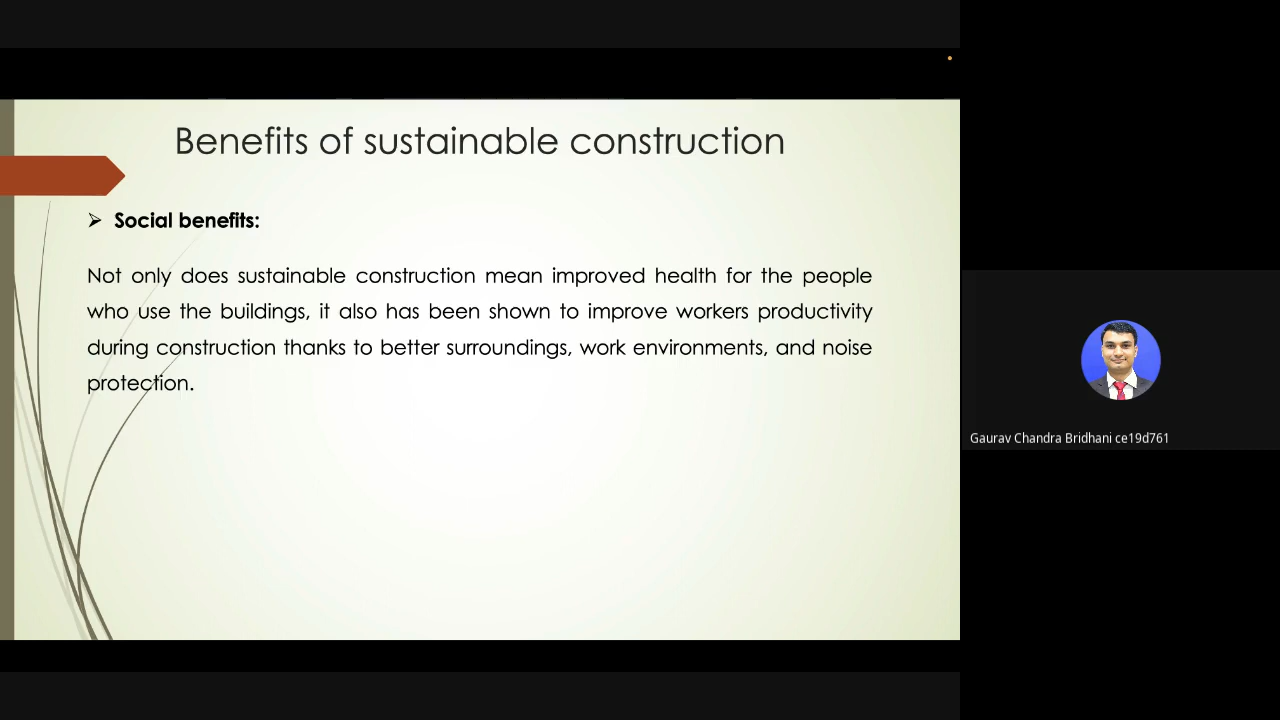 Benefits of sustainable construction
➢ Social benefits:
Not only does sustainable construction mean improved health for the people
who use the buildings, it also has been shown to improve workers productivity
during construction thanks to better surroundings, work environments, and noise
protection.
Gaurav Chandra Bridhani ce19d761